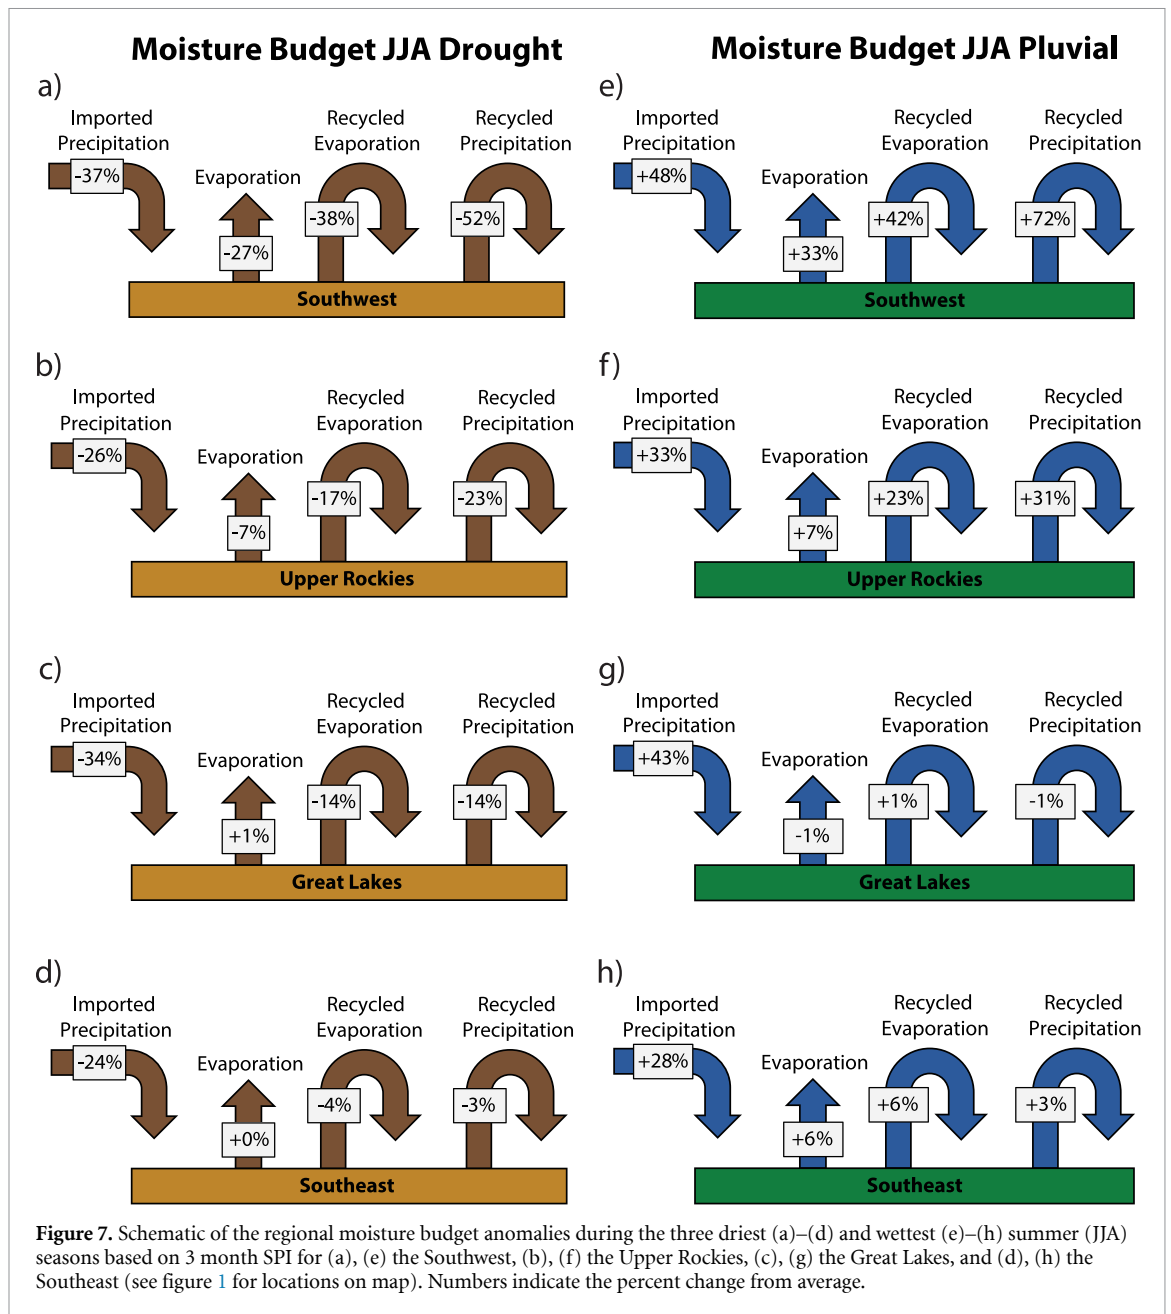 Moisture Budget JJA Drought
a)
Imported
Precipitation
-37%
Evaporation
-27%
Recycled
Evaporation
-38%
Recycled
Precipitation
-52%
Southwest
b)
Imported
Precipitation
-26%
Evaporation
-7%
Recycled
Evaporation
-17%
Recycled
Precipitation
-23%
Upper Rockies
c)
Imported
Precipitation
-34%
Evaporation
+1%
Recycled
Evaporation
-14%
Recycled
Precipitation
-14%
Great Lakes
d)
Imported
Precipitation
-24%
Evaporation
+0%
Recycled
Evaporation
-4%
Recycled
Precipitation
-3%
Southeast
Moisture Budget JJA Pluvial
e)
Imported
Precipitation
+48%
Evaporation
+33%
Recycled
Evaporation
+42%
Recycled
Precipitation
+72%
Southwest
f)
Imported
Precipitation
+33%
Evaporation
+7%
Recycled
Evaporation
+23%
Recycled
Precipitation
+31%
Upper Rockies
g)
Imported
Precipitation
+43%
Evaporation
-1%
Recycled
Evaporation
+1%
Recycled
Precipitation
-1%
Great Lakes
h)
Imported
Precipitation
+28%
Evaporation
+6%
Recycled
Evaporation
+6%
Recycled
Precipitation
+3%
Southeast
Figure 7. Schematic of the regional moisture budget anomalies during the three driest (a)–(d) and wettest (e)–(h) summer (JJA)
seasons based on 3 month SPI for (a), (e) the Southwest, (b), (f) the Upper Rockies, (c), (g) the Great Lakes, and (d), (h) the
Southeast (see figure 1 for locations on map). Numbers indicate the percent change from average.